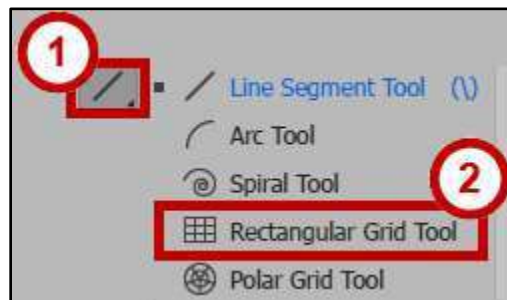 1
Line Segment Tool (\)
Arc Tool
Spiral Tool
2
Rectangular Grid Tool
Polar Grid Tool